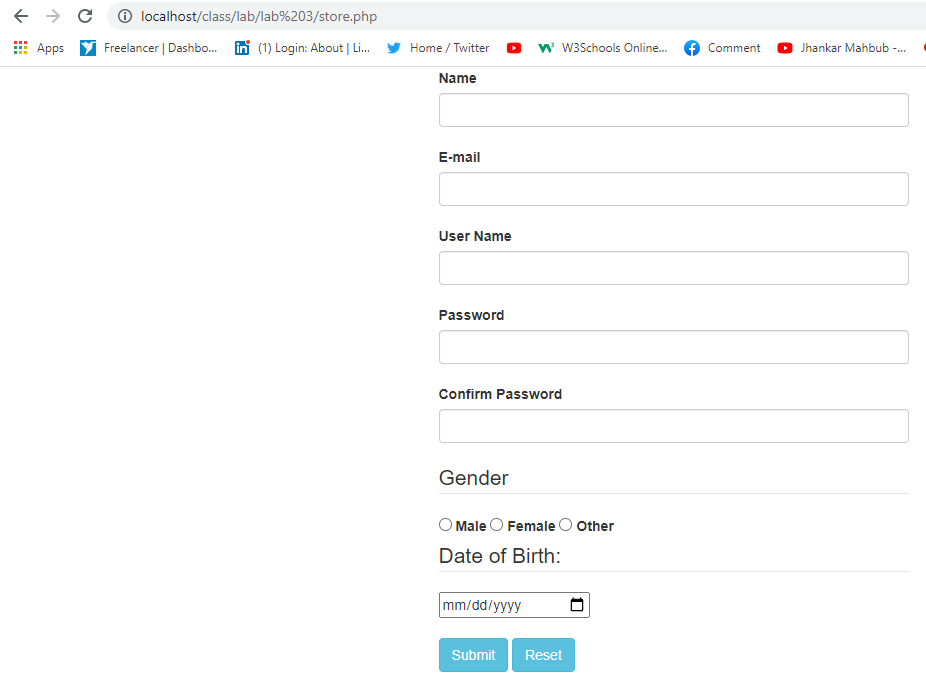 localhost/class/lab/lab%203/store.php
Apps Freelancer | Dashbo... (1) Login: About | Li... Home / Twitter W3Schools Online... Comment Jhankar Mahbub -...
Name
E-mail
User Name
Password
Confirm Password
Gender
Male Female Other
Date of Birth:
mm/dd/yyyy
Submit Reset